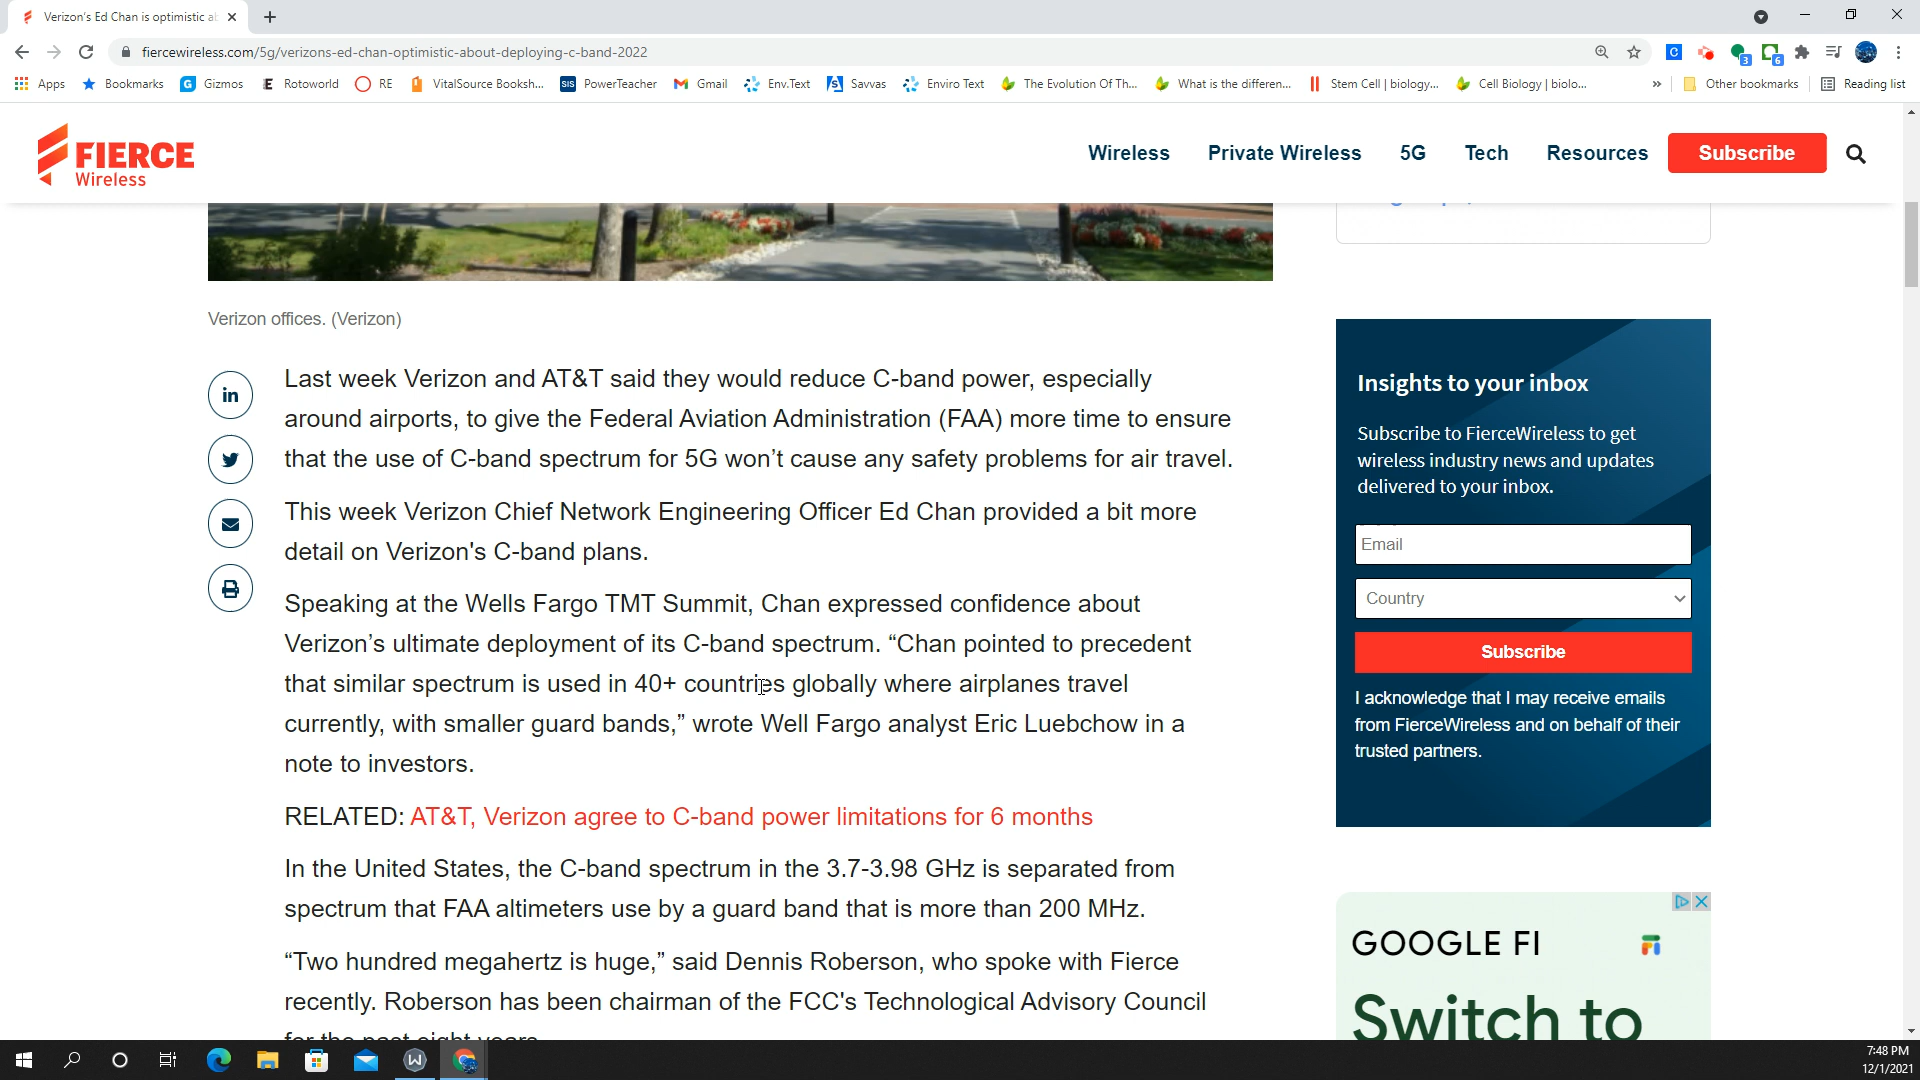 Verizon's Ed Chan is optimistic at
fiercewireless.com/5g/verizons-ed-chan-optimistic-about-deploying-c-band-2022
Apps Bookmarks Gizmos Rotoworld RE VitalSource Booksh... PowerTeacher Gmail Env.Text Savvas Enviro Text The Evolution Of Th... What is the differen... Stem Cell | biology... Cell Biology | biolo... » Other bookmarks Reading list
FIERCE
Wireless
Wireless Private Wireless 5G Tech Resources Subscribe
Verizon offices. (Verizon)
Last week Verizon and AT&T said they would reduce C-band power, especially
around airports, to give the Federal Aviation Administration (FAA) more time to ensure
that the use of C-band spectrum for 5G won’t cause any safety problems for air travel.
This week Verizon Chief Network Engineering Officer Ed Chan provided a bit more
detail on Verizon's C-band plans.
Speaking at the Wells Fargo TMT Summit, Chan expressed confidence about
Verizon’s ultimate deployment of its C-band spectrum. “Chan pointed to precedent
that similar spectrum is used in 40+ countries globally where airplanes travel
currently, with smaller guard bands,” wrote Well Fargo analyst Eric Luebchow in a
note to investors.
RELATED: AT&T, Verizon agree to C-band power limitations for 6 months
In the United States, the C-band spectrum in the 3.7-3.98 GHz is separated from
spectrum that FAA altimeters use by a guard band that is more than 200 MHz.
“Two hundred megahertz is huge,” said Dennis Roberson, who spoke with Fierce
recently. Roberson has been chairman of the FCC's Technological Advisory Council
for the past eight years.
Insights to your inbox
Subscribe to FierceWireless to get
wireless industry news and updates
delivered to your inbox.
Email
Country
Subscribe
I acknowledge that I may receive emails
from FierceWireless and on behalf of their
trusted partners.
GOOGLE FI
Switch to
7:48 PM
12/1/2021